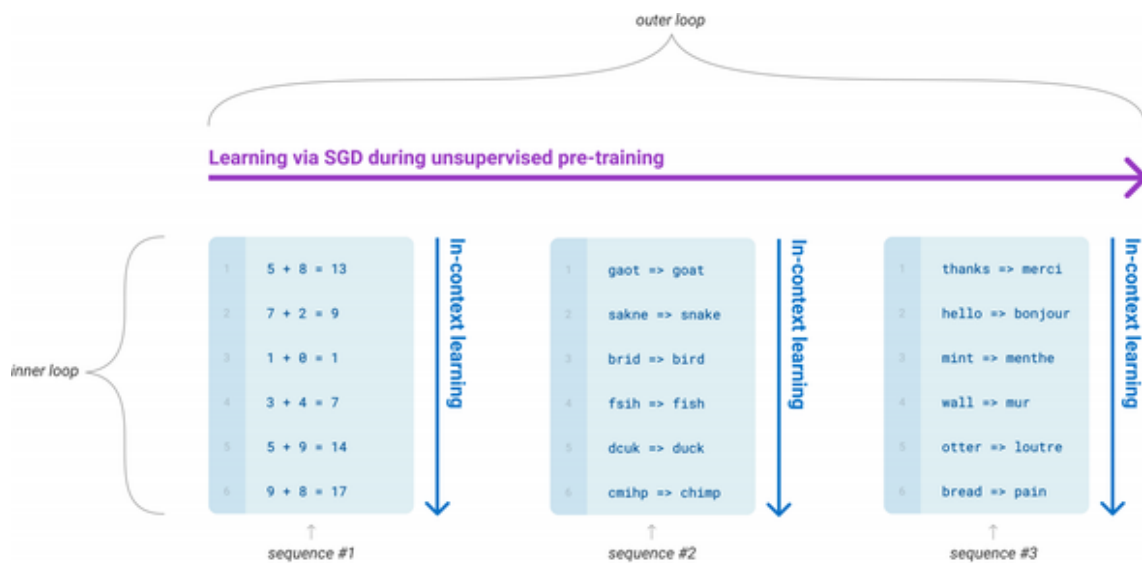 outer loop
Learning via SGD during unsupervised pre-training
inner loop
1 5 + 8 = 13
2 7 + 2 = 9
3 1 + 0 = 1
4 3 + 4 = 7
5 5 + 9 = 14
6 9 + 8 = 17
In-context learning
sequence #1
1 gaot => goat
2 sakne => snake
3 brid => bird
4 fsih => fish
5 dcuk => duck
6 cmihp => chimp
In-context learning
sequence #2
1 thanks => merci
2 hello => bonjour
3 mint => menthe
4 wall => mur
5 otter => loutre
6 bread => pain
In-context learning
sequence #3